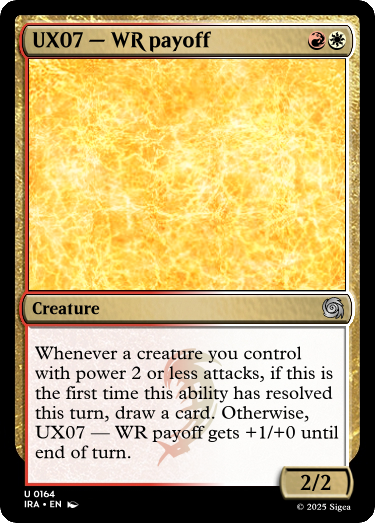 UX07 — WR payoff
Creature
Whenever a creature you control
with power 2 or less attacks, if this is
the first time this ability has resolved
this turn, draw a card. Otherwise,
UX07 — WR payoff gets +1/+0 until
end of turn.
2/2
U 0164
IRA • EN
© 2025 Sigea